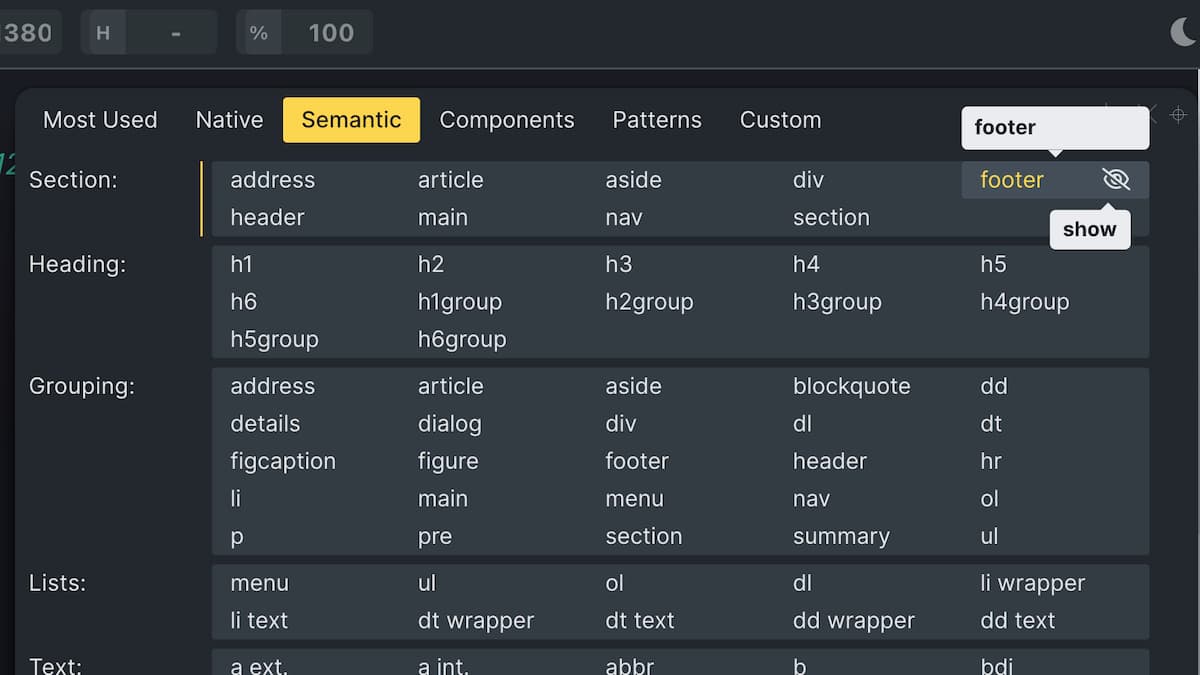 1380 H - % 100
Most Used Native Semantic Components Patterns Custom
footer
12
Section: address article aside div footer
header main nav section
show
Heading: h1 h2 h3 h4 h5
h6 h1group h2group h3group h4group
h5group h6group
Grouping: address article aside blockquote dd
details dialog div dl dt
figcaption figure footer header hr
li main menu nav ol
p pre section summary ul
Lists: menu ul ol dl li wrapper
li text dt wrapper dt text dd wrapper dd text
Text: a ext. a int. abbr b bdi